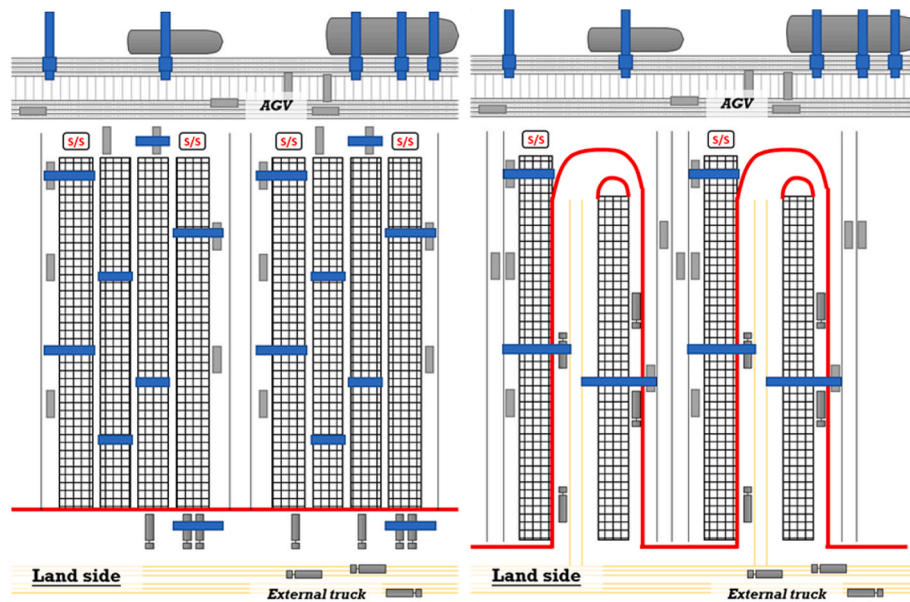 AGV
S/S
S/S
S/S
S/S
Land side
External truck
AGV
S/S
S/S
Land side
External truck